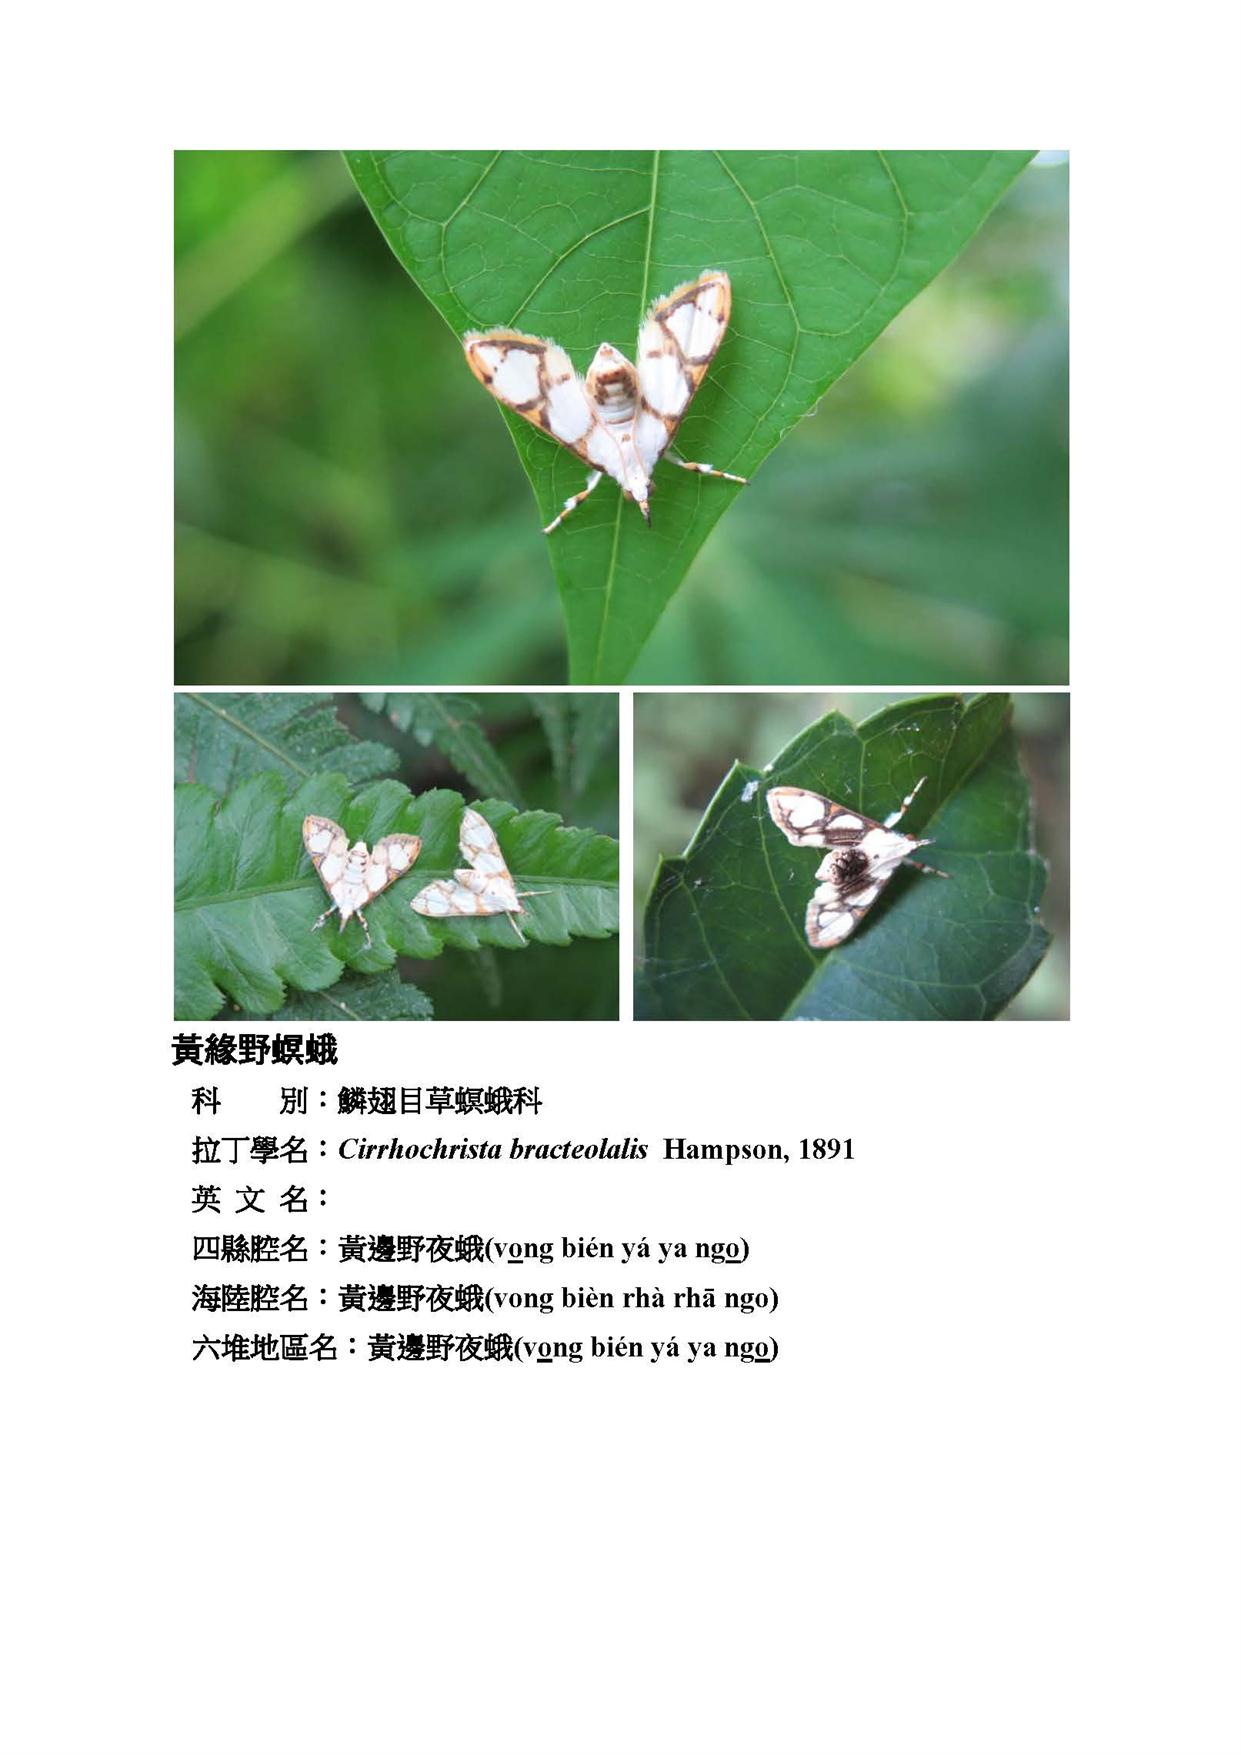 黃緣野螟蛾
科　　別：鱗翅目草螟蛾科
拉丁學名：Cirrhochrista bracteolalis Hampson, 1891
英 文 名：
四縣腔名：黃邊野夜蛾(vong bién yá ya ngo)
海陸腔名：黃邊野夜蛾(vong bièn rhà rhā ngo)
六堆地區名：黃邊野夜蛾(vong bién yá ya ngo)